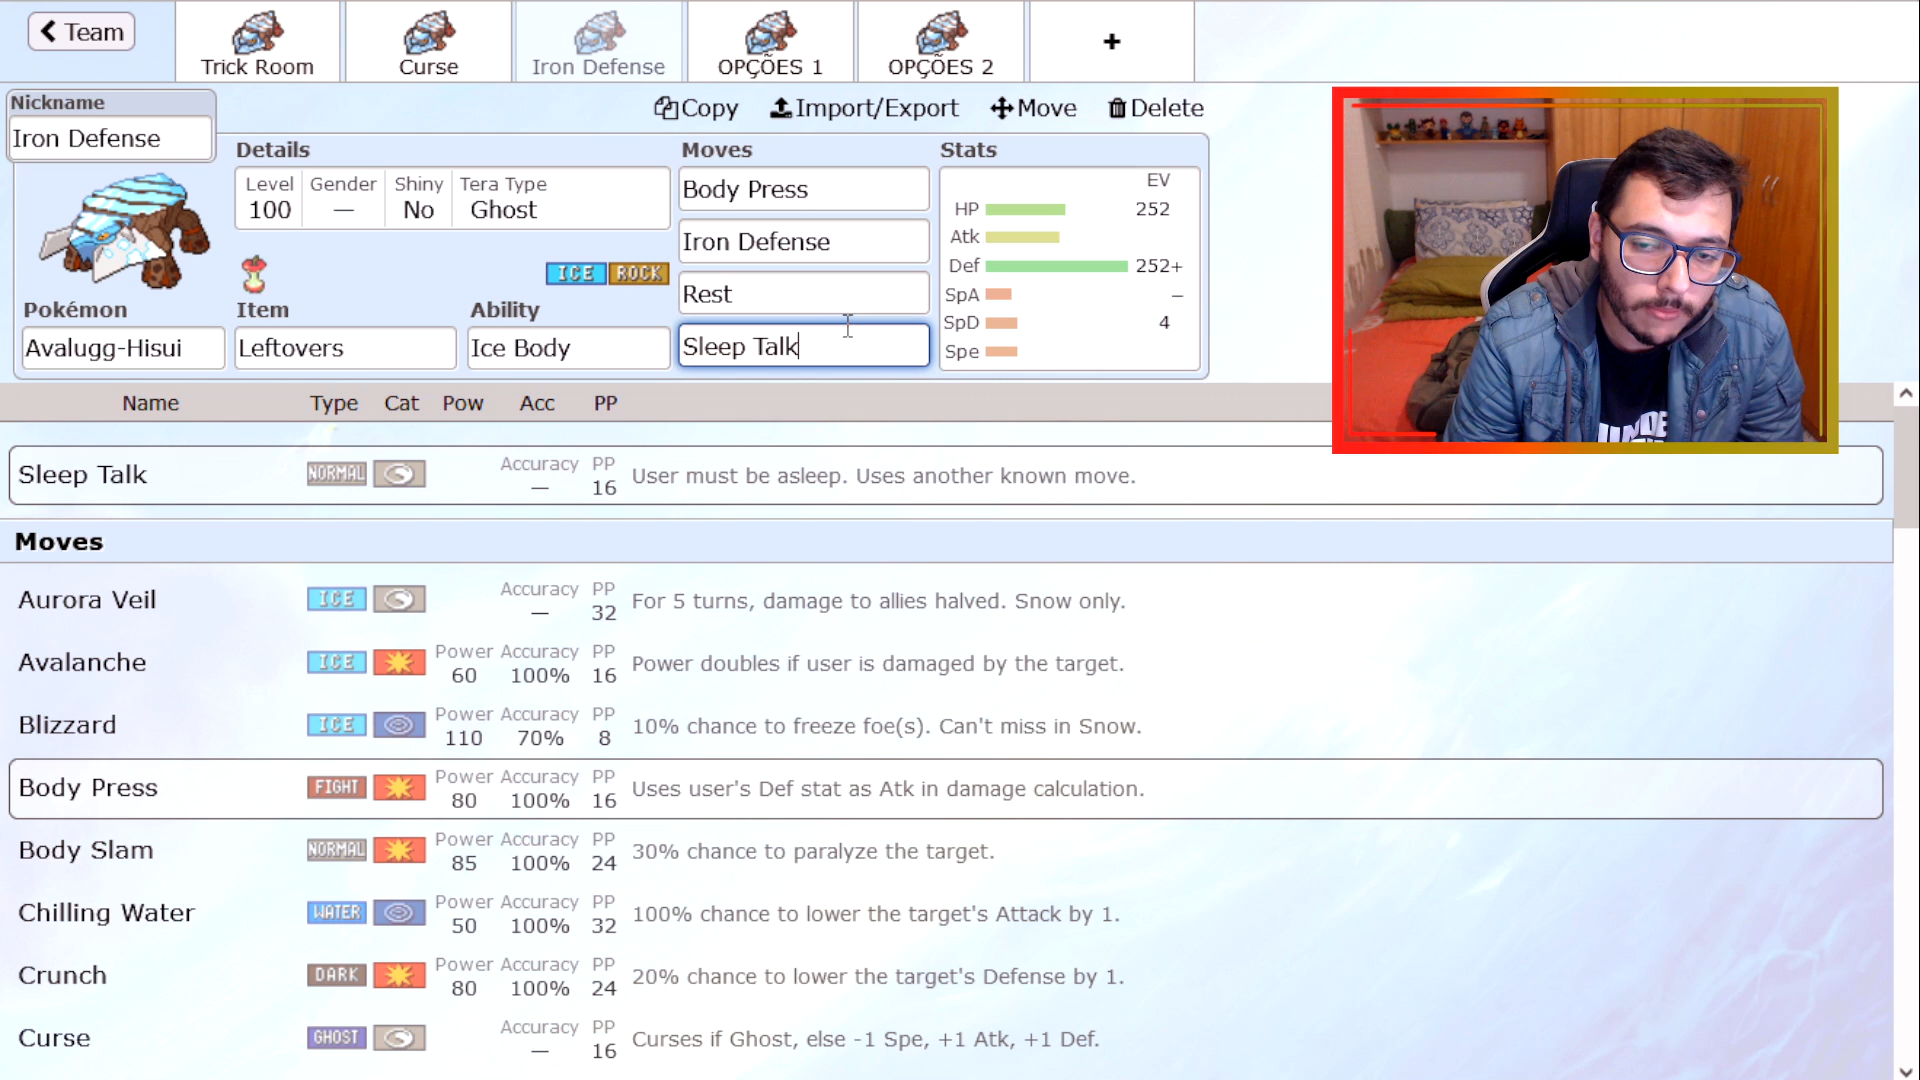 Team
Trick Room
Curse
Iron Defense
OPÇÕES 1
OPÇÕES 2
+
Nickname
Iron Defense
Copy
Import/Export
Move
Delete
Details
Level
100
Gender
—
Shiny
No
Tera Type
Ghost
ICE
ROCK
Pokémon
Avalugg-Hisui
Item
Leftovers
Ability
Ice Body
Moves
Body Press
Iron Defense
Rest
Sleep Talk
Stats
EV
HP 252
Atk
Def 252+
SpA –
SpD 4
Spe
Name Type Cat Pow Acc PP
Accuracy PP
Sleep Talk NORMAL — 16 User must be asleep. Uses another known move.
Moves
Accuracy PP
Aurora Veil ICE — 32 For 5 turns, damage to allies halved. Snow only.
Power Accuracy PP
Avalanche ICE 60 100% 16 Power doubles if user is damaged by the target.
Power Accuracy PP
Blizzard ICE 110 70% 8 10% chance to freeze foe(s). Can't miss in Snow.
Power Accuracy PP
Body Press FIGHT 80 100% 16 Uses user's Def stat as Atk in damage calculation.
Power Accuracy PP
Body Slam NORMAL 85 100% 24 30% chance to paralyze the target.
Power Accuracy PP
Chilling Water WATER 50 100% 32 100% chance to lower the target's Attack by 1.
Power Accuracy PP
Crunch DARK 80 100% 24 20% chance to lower the target's Defense by 1.
Accuracy PP
Curse GHOST — 16 Curses if Ghost, else -1 Spe, +1 Atk, +1 Def.